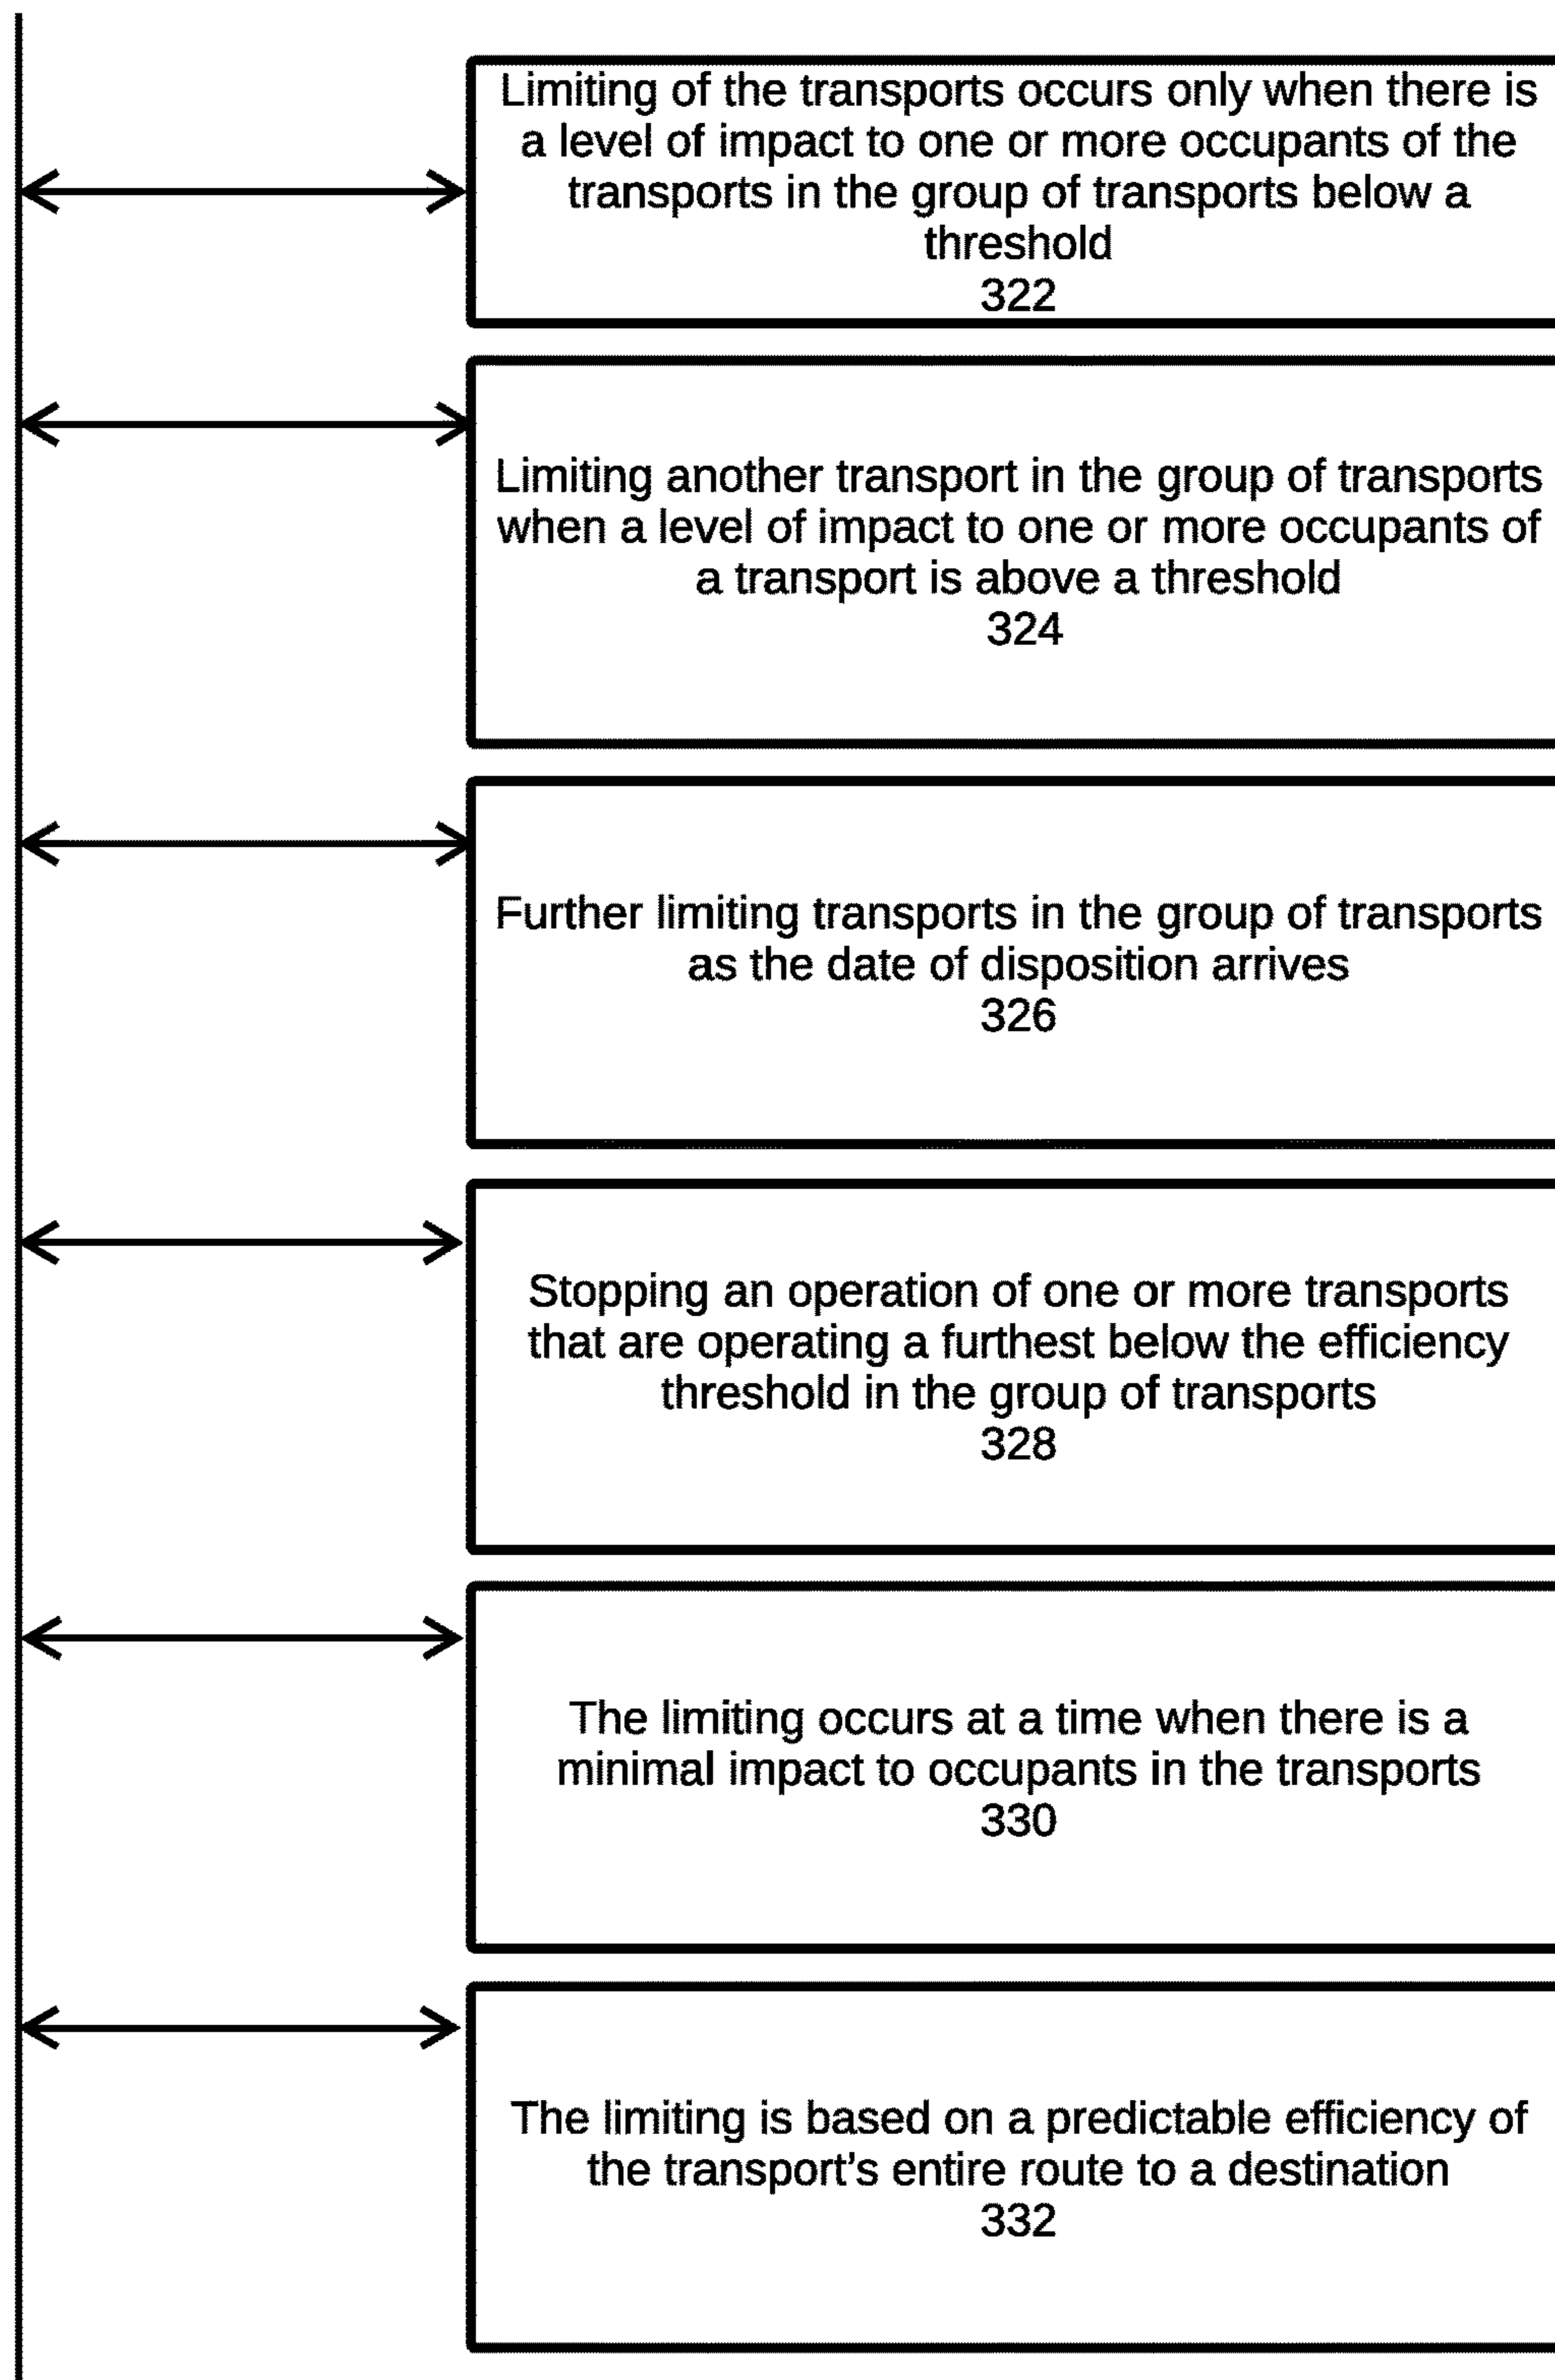 Limiting of the transports occurs only when there is
a level of impact to one or more occupants of the
transports in the group of transports below a
threshold
322
Limiting another transport in the group of transports
when a level of impact to one or more occupants of
a transport is above a threshold
324
Further limiting transports in the group of transports
as the date of disposition arrives
326
Stopping an operation of one or more transports
that are operating a furthest below the efficiency
threshold in the group of transports
328
The limiting occurs at a time when there is a
minimal impact to occupants in the transports
330
The limiting is based on a predictable efficiency of
the transport’s entire route to a destination
332